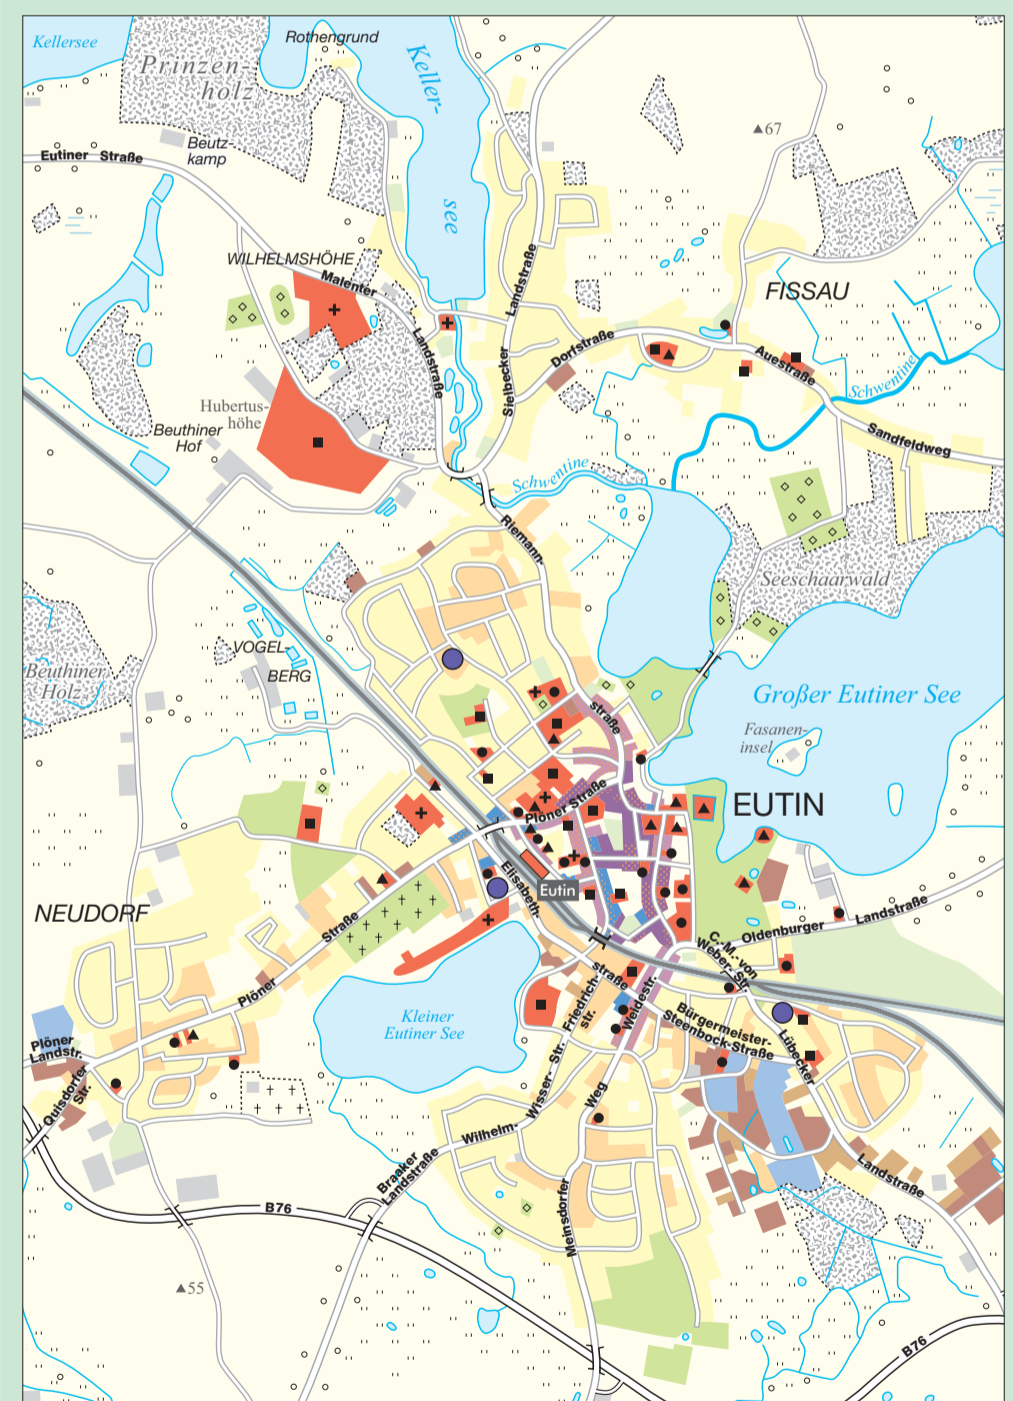 Kellersee
Rothengrund
Keller-
see
Prinzen-
holz
Eutiner Straße
Beutz-
kamp
▲67
WILHELMSHÖHE
Malenter
Landstraße
Landstraße
Sielbecker
Dorfstraße
FISSAU
Auestraße
Schwentine
Sandfeldweg
Hubertus-
höhe
Beuthiner
Hof
Schwentine
Riemann-
straße
Seeschaarwald
VOGEL-
BERG
Beuthiner
Holz
Großer Eutiner See
Fasanen-
insel
EUTIN
Plöner Straße
Elisabeth-
straße
Eutin
NEUDORF
Plöner
Straße
Oldenburger
Landstraße
C.-M.-von
Weber-Str.
Kleiner
Eutiner See
Friedrich-
str.
Weidestr.
Bürgermeister-
Steenbock-Straße
Lübecker
Landstraße
Plöner
Landstr.
Quisdorfer
Str.
Wilhelm-
Wisser-Str.
Weg
Meinsdorfer
Braaker
Landstraße
B76
▲55
B76